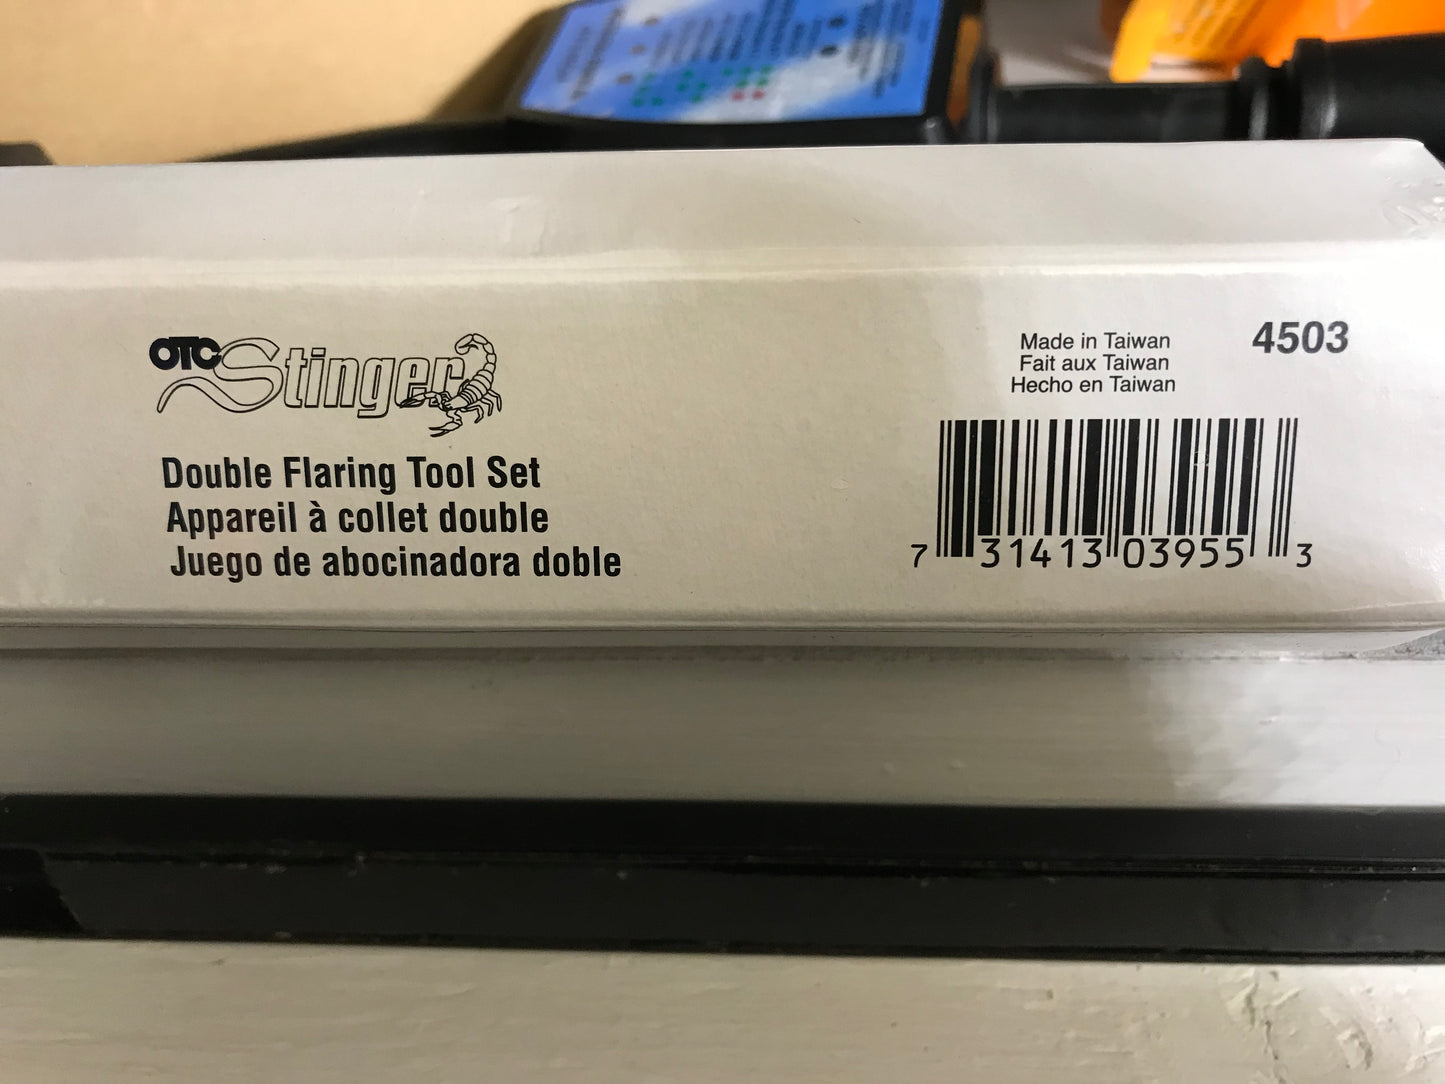 OTC Stinger
Double Flaring Tool Set
Appareil à collet double
Juego de abocinadora doble
Made in Taiwan
Fait aux Taiwan
Hecho en Taiwan
4503
7 31413 03955 3